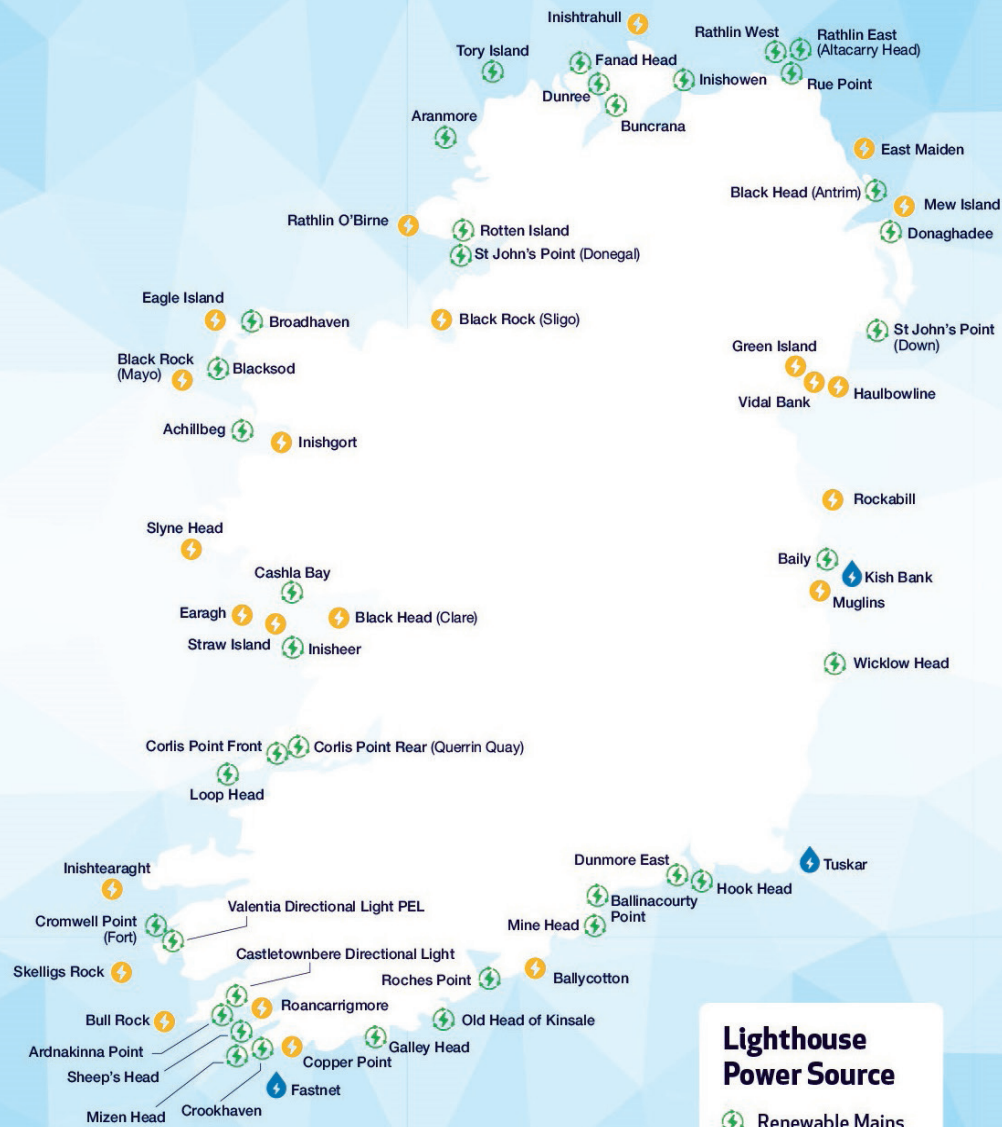 Inishtrahull
Rathlin West
Rathlin East
(Altacarry Head)
Tory Island
Fanad Head
Inishowen
Rue Point
Dunree
Buncrana
Aranmore
East Maiden
Black Head (Antrim)
Mew Island
Rathlin O'Birne
Rotten Island
Donaghadee
St John's Point (Donegal)
Eagle Island
Broadhaven
Black Rock (Sligo)
St John's Point
(Down)
Green Island
Black Rock
(Mayo)
Blacksod
Vidal Bank
Haulbowline
Achillbeg
Inishgort
Rockabill
Slyne Head
Baily
Cashla Bay
Kish Bank
Muglins
Earagh
Black Head (Clare)
Straw Island
Inisheer
Wicklow Head
Corlis Point Front
Corlis Point Rear (Querrin Quay)
Loop Head
Dunmore East
Tuskar
Inishtearaght
Hook Head
Ballinacourty
Point
Valentia Directional Light PEL
Cromwell Point
(Fort)
Mine Head
Castletownbere Directional Light
Skelligs Rock
Roches Point
Ballycotton
Roancarrigmore
Bull Rock
Old Head of Kinsale
Ardnakinna Point
Galley Head
Copper Point
Sheep's Head
Fastnet
Crookhaven
Mizen Head
Lighthouse
Power Source
Renewable Mains